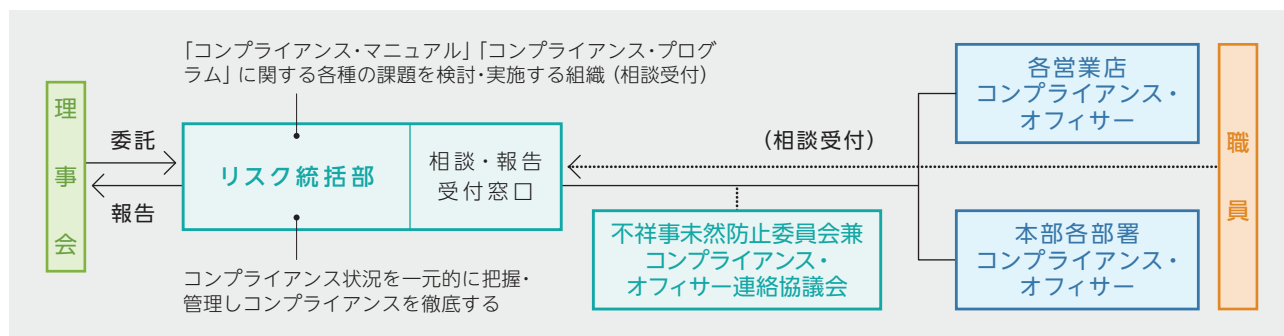 「コンプライアンス・マニュアル」「コンプライアンス・プログ
ラム」に関する各種の課題を検討・実施する組織（相談受付）
理事会
委託
報告
リスク統括部
相談・報告
受付窓口
コンプライアンス状況を一元的に把握・
管理しコンプライアンスを徹底する
（相談受付）
不祥事未然防止委員会兼
コンプライアンス・
オフィサー連絡協議会
各営業店
コンプライアンス・
オフィサー
本部各部署
コンプライアンス・
オフィサー
職員